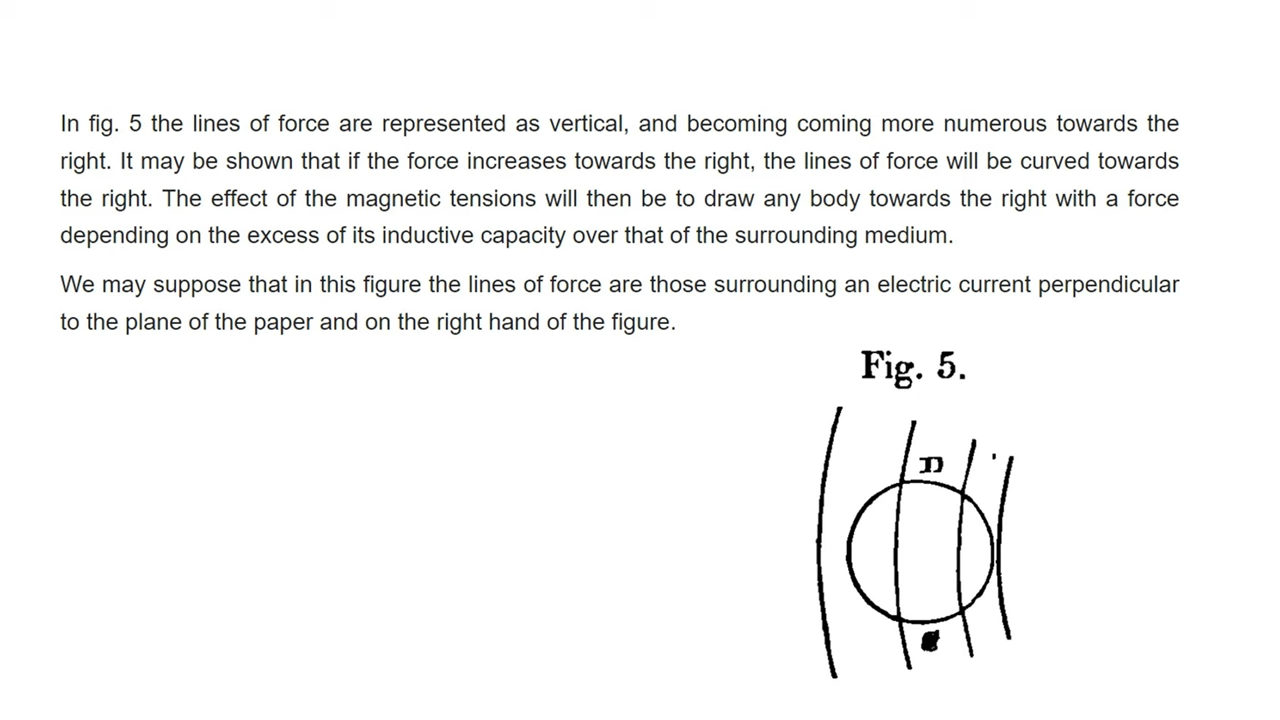 In fig. 5 the lines of force are represented as vertical, and becoming coming more numerous towards the
right. It may be shown that if the force increases towards the right, the lines of force will be curved towards
the right. The effect of the magnetic tensions will then be to draw any body towards the right with a force
depending on the excess of its inductive capacity over that of the surrounding medium.
We may suppose that in this figure the lines of force are those surrounding an electric current perpendicular
to the plane of the paper and on the right hand of the figure.
Fig. 5.
n